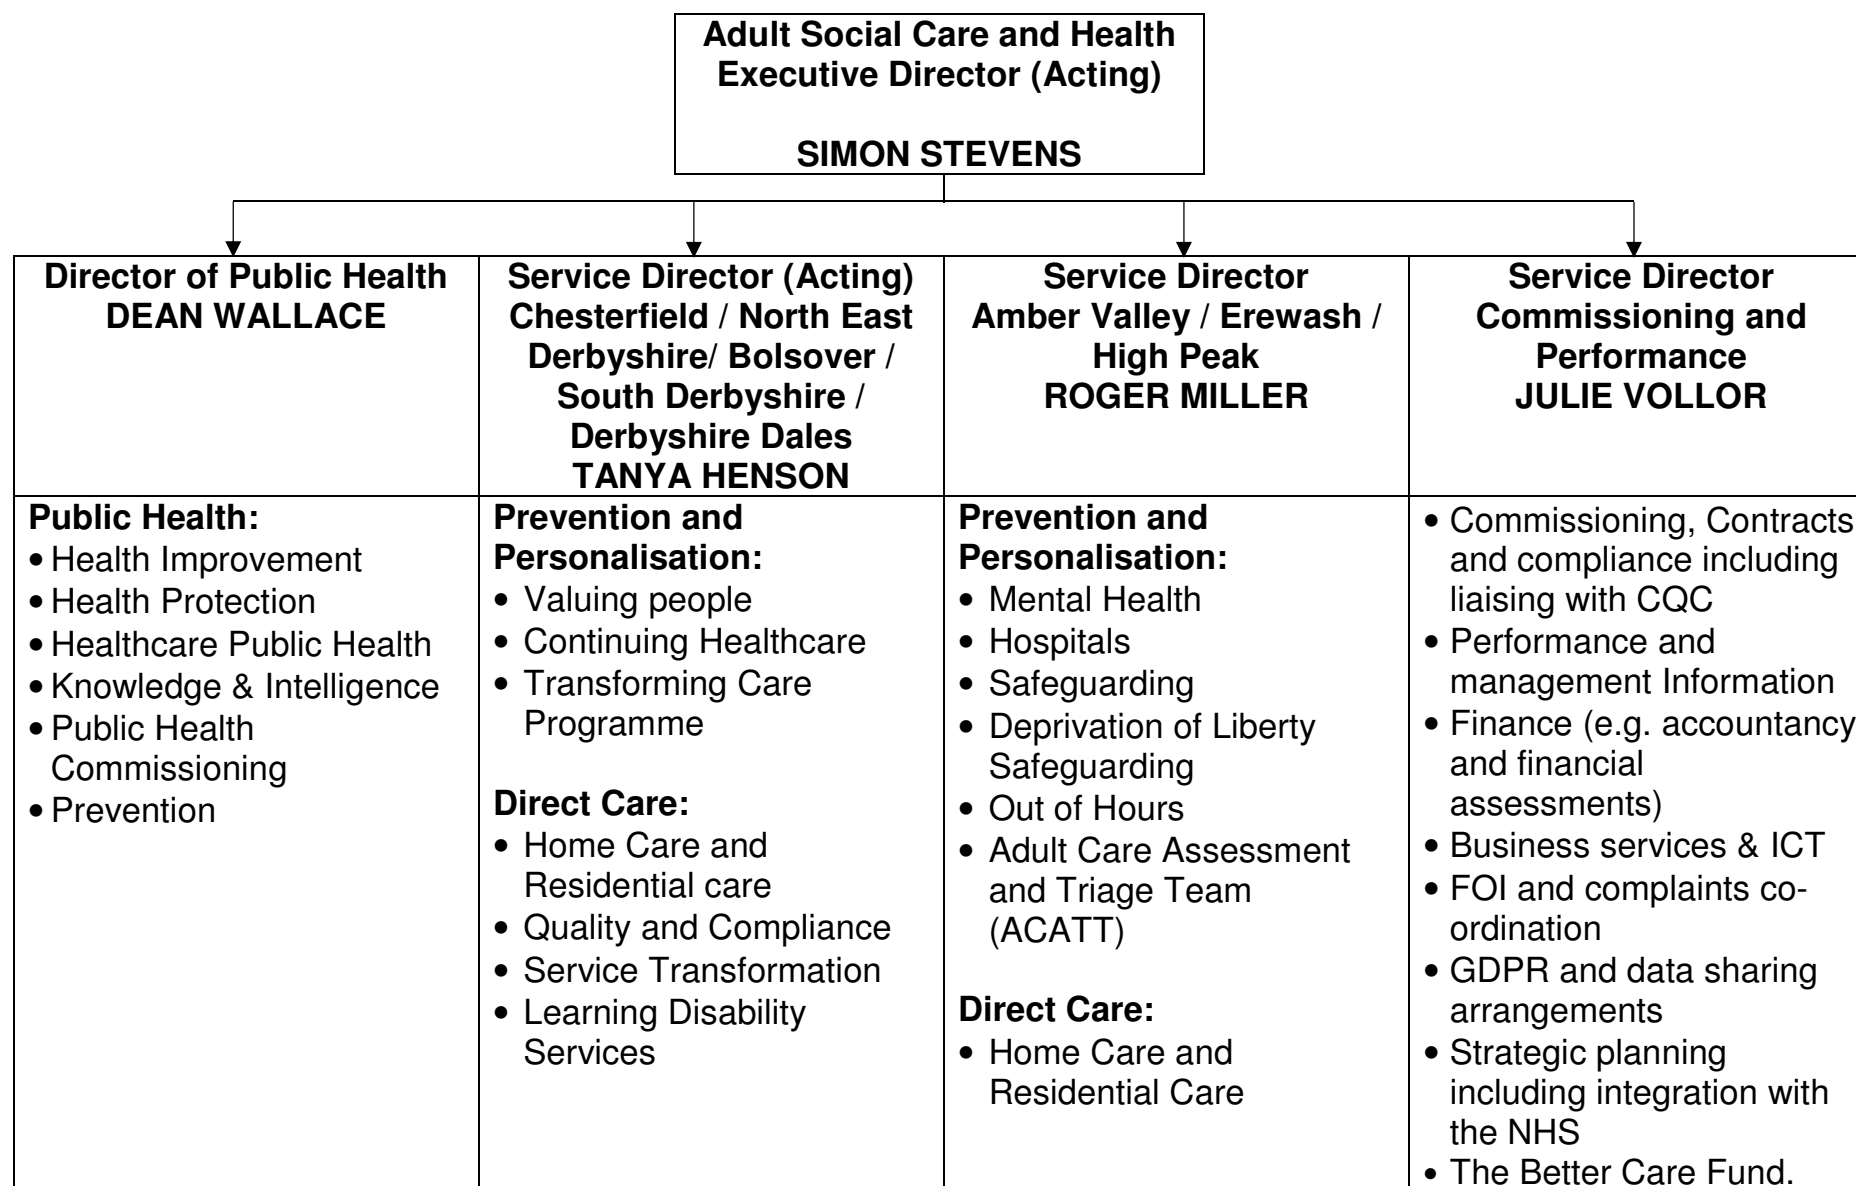 Adult Social Care and Health
Executive Director (Acting)
SIMON STEVENS
Director of Public Health
DEAN WALLACE
Service Director (Acting)
Chesterfield / North East
Derbyshire/ Bolsover /
South Derbyshire /
Derbyshire Dales
TANYA HENSON
Service Director
Amber Valley / Erewash /
High Peak
ROGER MILLER
Service Director
Commissioning and
Performance
JULIE VOLLOR
Public Health:
• Health Improvement
• Health Protection
• Healthcare Public Health
• Knowledge & Intelligence
• Public Health
Commissioning
• Prevention
Prevention and
Personalisation:
• Valuing people
• Continuing Healthcare
• Transforming Care
Programme
Direct Care:
• Home Care and
Residential care
• Quality and Compliance
• Service Transformation
• Learning Disability
Services
Prevention and
Personalisation:
• Mental Health
• Hospitals
• Safeguarding
• Deprivation of Liberty
Safeguarding
• Out of Hours
• Adult Care Assessment
and Triage Team
(ACATT)
Direct Care:
• Home Care and
Residential Care
• Commissioning, Contracts
and compliance including
liaising with CQC
• Performance and
management Information
• Finance (e.g. accountancy
and financial
assessments)
• Business services & ICT
• FOI and complaints co-
ordination
• GDPR and data sharing
arrangements
• Strategic planning
including integration with
the NHS
• The Better Care Fund.